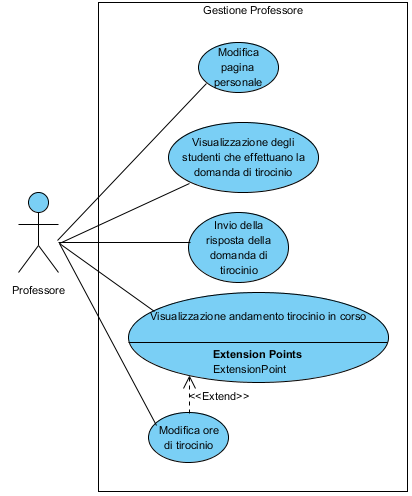 Gestione Professore
Modifica
pagina
personale
Visualizzazione degli
studenti che effettuano la
domanda di tirocinio
Invio della
risposta della
domanda di
tirocinio
Professore
Visualizzazione andamento tirocinio in corso
Extension Points
ExtensionPoint
<<Extend>>
Modifica ore
di tirocinio